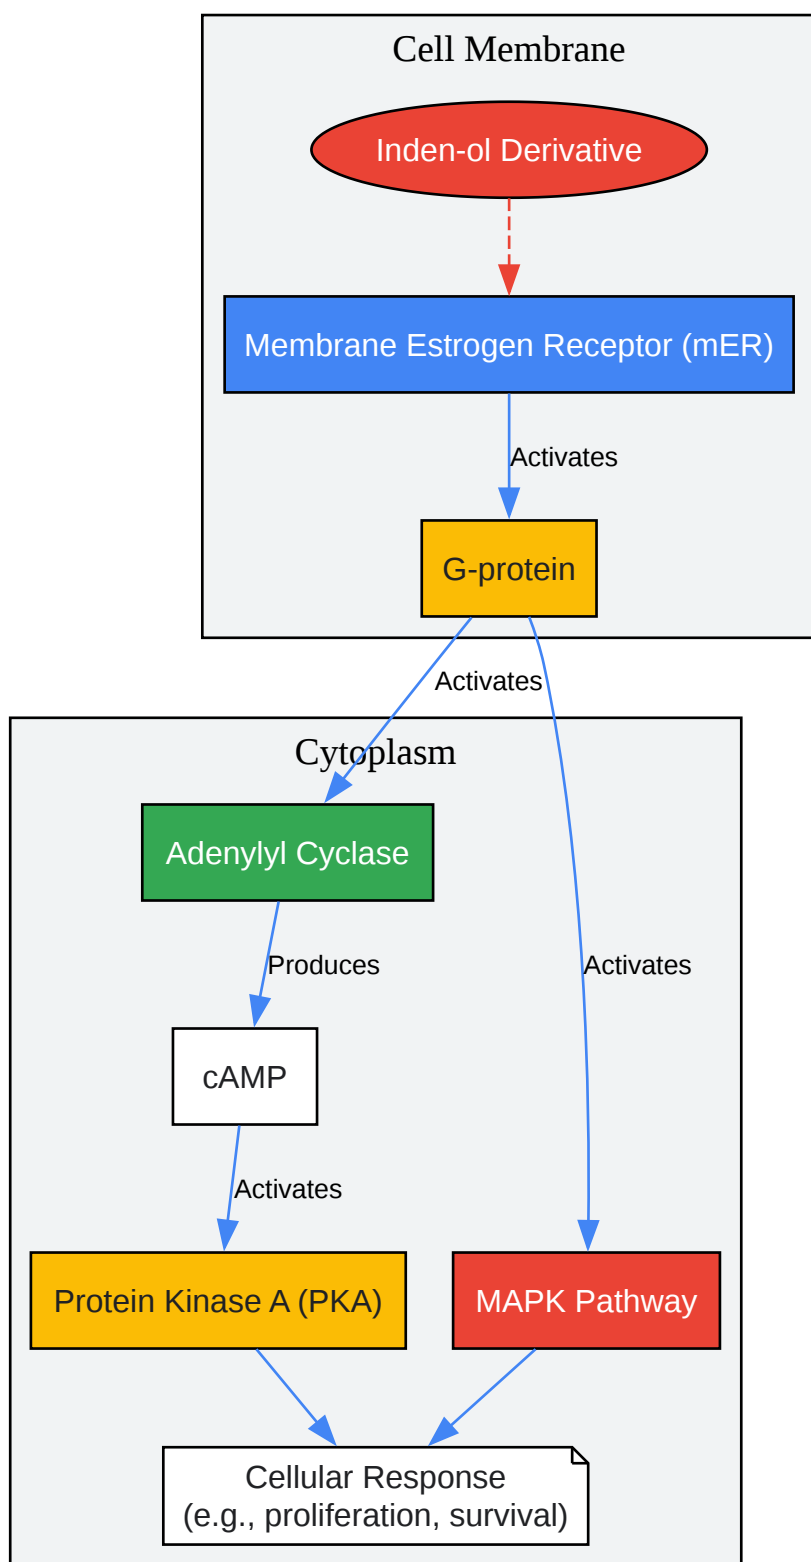 Cell Membrane
Inden-ol Derivative
Membrane Estrogen Receptor (mER)
Activates
G-protein
Activates
Cytoplasm
Adenylyl Cyclase
Produces
Activates
cAMP
Activates
Protein Kinase A (PKA)
MAPK Pathway
Cellular Response
(e.g., proliferation, survival)